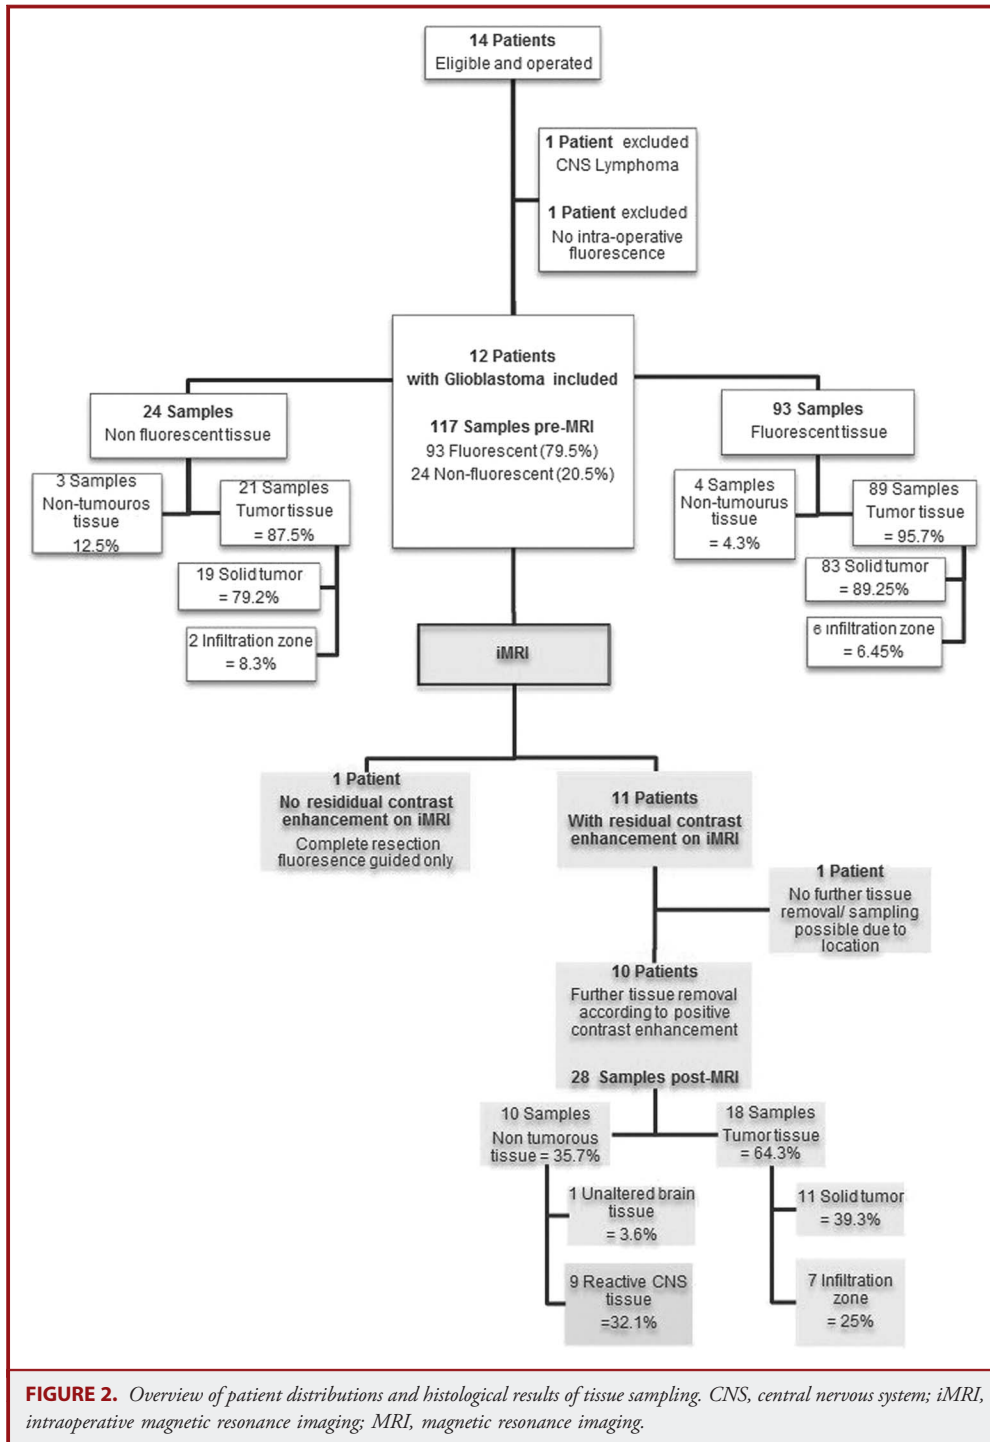 14 Patients
Eligible and operated
1 Patient excluded
CNS Lymphoma
1 Patient excluded
No intra-operative
fluorescence
12 Patients
with Glioblastoma included
117 Samples pre-MRI
93 Fluorescent (79.5%)
24 Non-fluorescent (20.5%)
24 Samples
Non fluorescent tissue
3 Samples
Non-tumouros
tissue
12.5%
21 Samples
Tumor tissue
= 87.5%
19 Solid tumor
= 79.2%
2 Infiltration zone
= 8.3%
93 Samples
Fluorescent tissue
4 Samples
Non-tumourus
tissue
= 4.3%
89 Samples
Tumor tissue
= 95.7%
83 Solid tumor
= 89.25%
6 Infiltration zone
= 6.45%
iMRI
1 Patient
No resididual contrast
enhancement on iMRI
Complete resection
fluoresence guided only
11 Patients
With residual contrast
enhancement on iMRI
1 Patient
No further tissue
removal/ sampling
possible due to
location
10 Patients
Further tissue removal
according to positive
contrast enhancement
28 Samples post-MRI
10 Samples
Non tumorous
tissue = 35.7%
18 Samples
Tumor tissue
= 64.3%
1 Unaltered brain
tissue
= 3.6%
9 Reactive CNS
tissue
=32.1%
11 Solid tumor
= 39.3%
7 Infiltration
zone
= 25%
FIGURE 2. Overview of patient distributions and histological results of tissue sampling. CNS, central nervous system; iMRI,
intraoperative magnetic resonance imaging; MRI, magnetic resonance imaging.